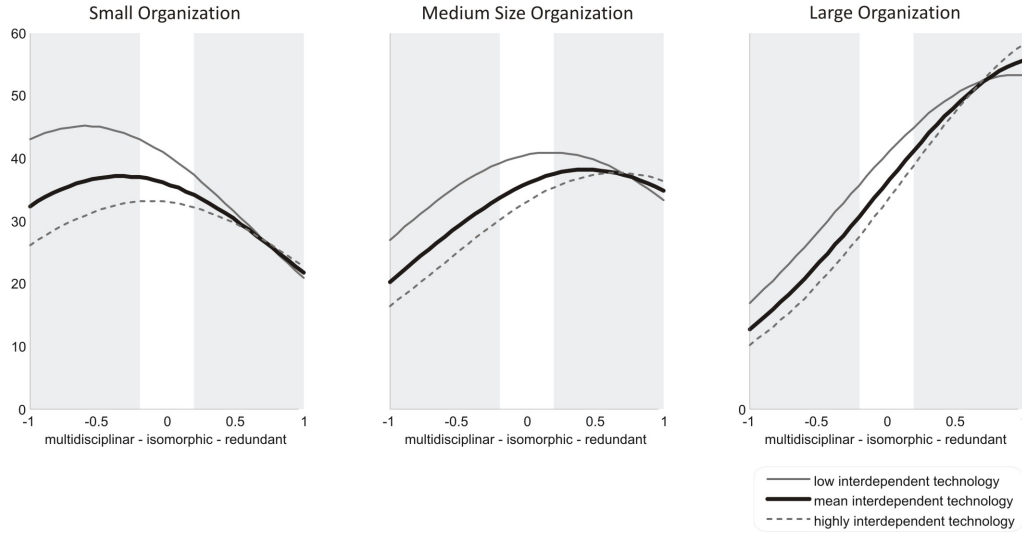 Small Organization
Medium Size Organization
Large Organization
60
50
40
30
20
10
0
0
-1 -0.5 0 0.5 1
-1 -0.5 0 0.5 1
-1 -0.5 0 0.5
multidisciplinar - isomorphic - redundant
multidisciplinar - isomorphic - redundant
multidisciplinar - isomorphic - redundant
low interdependent technology
mean interdependent technology
highly interdependent technology